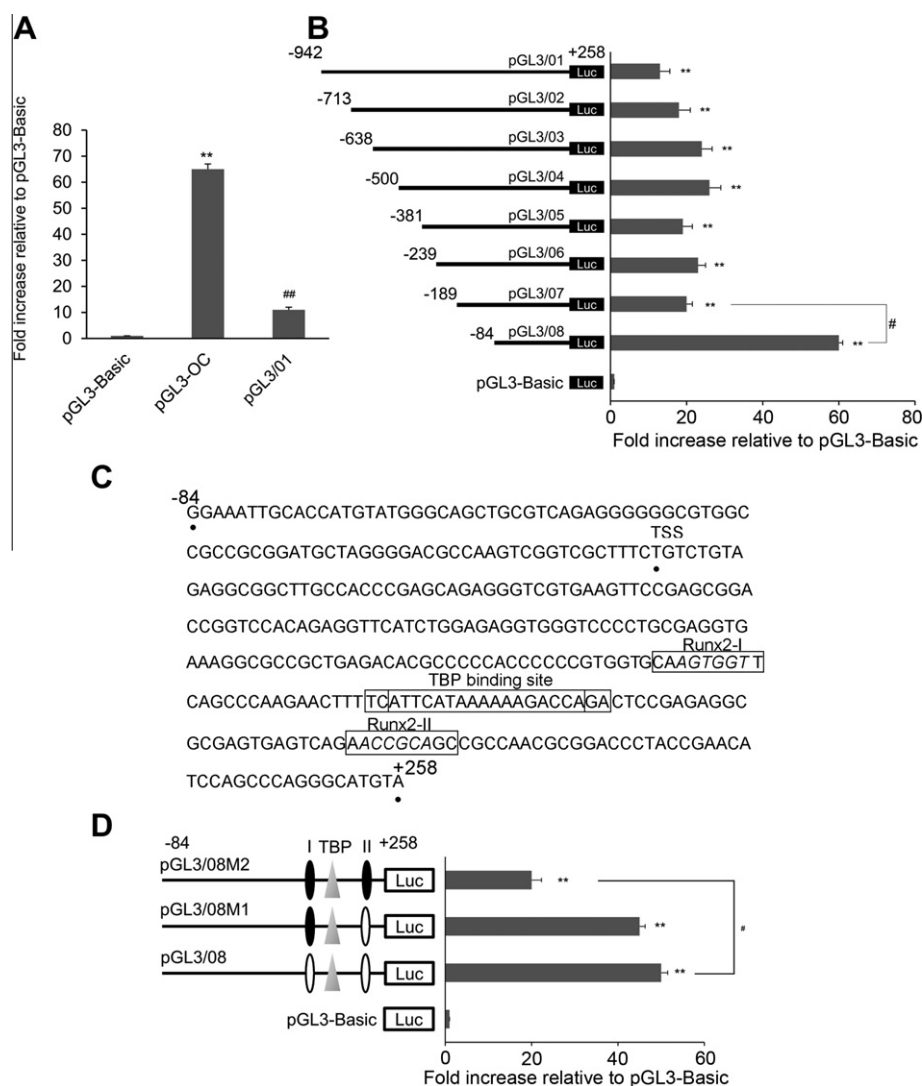 A
Fold increase relative to pGL3-Basic
80
70
60
50
40
30
20
10
0
**
##
pGL3-Basic
pGL3-OC
pGL3/01
B
-942
+258
pGL3/01
Luc
**
-713
pGL3/02
Luc
**
-638
pGL3/03
Luc
**
-500
pGL3/04
Luc
**
-381
pGL3/05
Luc
**
-239
pGL3/06
Luc
**
-189
pGL3/07
Luc
**
#
-84
pGL3/08
Luc
**
pGL3-Basic
Luc
0 20 40 60 80
Fold increase relative to pGL3-Basic
C
-84
GGAAATTGCACCATGTATGGGCAGCTGCGTCAGAGGGGGGGCGTGGC
TSS
CGCCGCGGATGCTAGGGGACGCCAAGTCGGTCGCTTTCTGTCTGTA
GAGGCGGCTTGCCACCCGAGCAGAGGGTCGTGAAGTTCCGAGCGGA
CCGGTCCACAGAGGTTCATCTGGAGAGGTGGGTCCCCTGCGAGGTG
Runx2-I
AAAGGCGCCGCTGAGACACGCCCCCACCCCCCGTGGTGCAAGTGGTT
TBP binding site
CAGCCCAAGAACTTTTCATTCATAAAAAAGACCAGACTCCGAGAGGC
Runx2-II
GCGAGTGAGTCAGAACCGCAGCCGCCAACGCGGACCCTACCGAACA
+258
TCCAGCCCAGGGCATGTA
D
-84
I TBP II
+258
pGL3/08M2
Luc
**
pGL3/08M1
Luc
**
#
pGL3/08
Luc
**
pGL3-Basic
Luc
0 20 40 60
Fold increase relative to pGL3-Basic